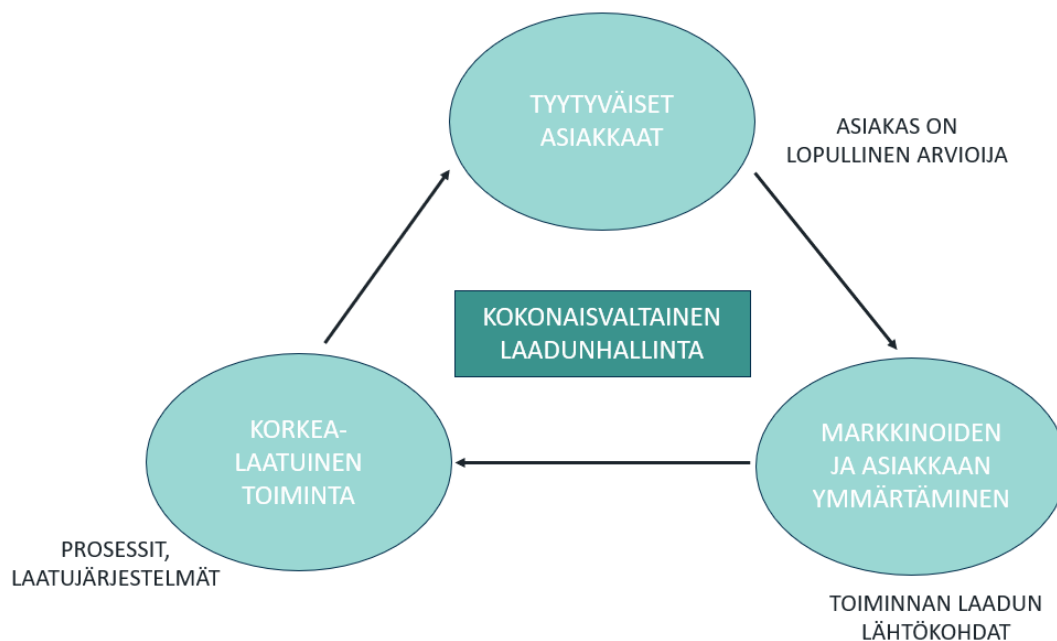 TYYTYVÄISET
ASIAKKAAT
ASIAKAS ON
LOPULLINEN ARVIOIJA
KOKONAISVALTAINEN
LAADUNHALLINTA
KORKEA-
LAATUINEN
TOIMINTA
MARKKINOIDEN
JA ASIAKKAAN
YMMÄRTÄMINEN
PROSESSIT,
LAATUJÄRJESTELMÄT
TOIMINNAN LAADUN
LÄHTÖKOHDAT